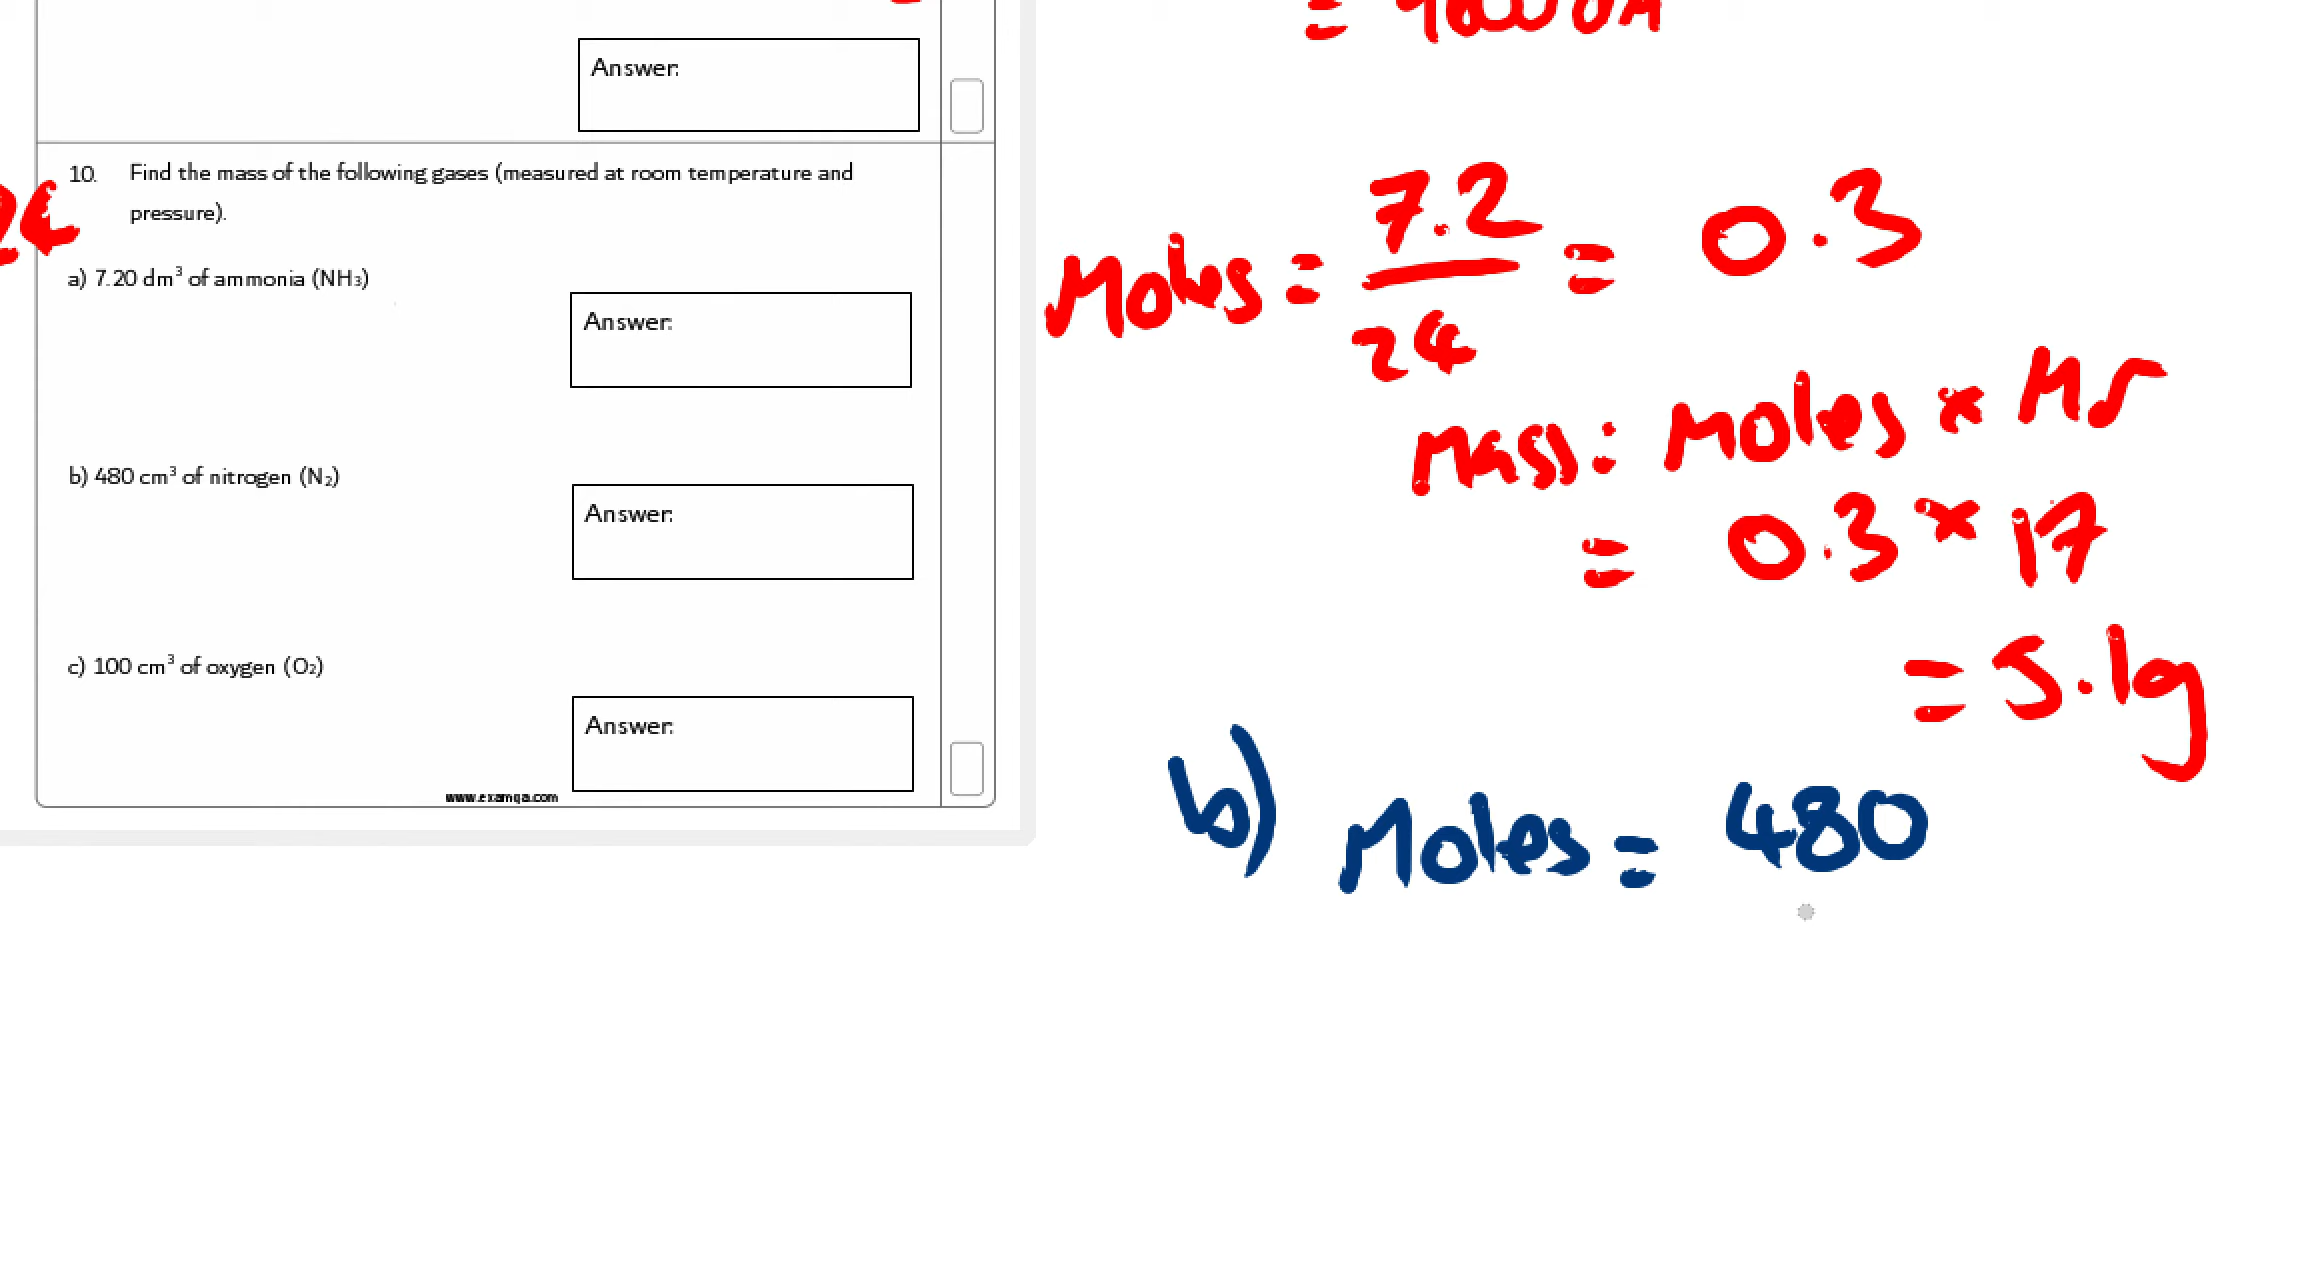 Answer:
10. Find the mass of the following gases (measured at room temperature and
pressure).
a) 7.20 dm³ of ammonia (NH₃)
Answer:
b) 480 cm³ of nitrogen (N₂)
Answer:
c) 100 cm³ of oxygen (O₂)
Answer:
www.examqa.com
Moles = 7.2 = 0.3
24
Mass: Moles × Mr
= 0.3 × 17
= 5.1g
b) Moles = 480